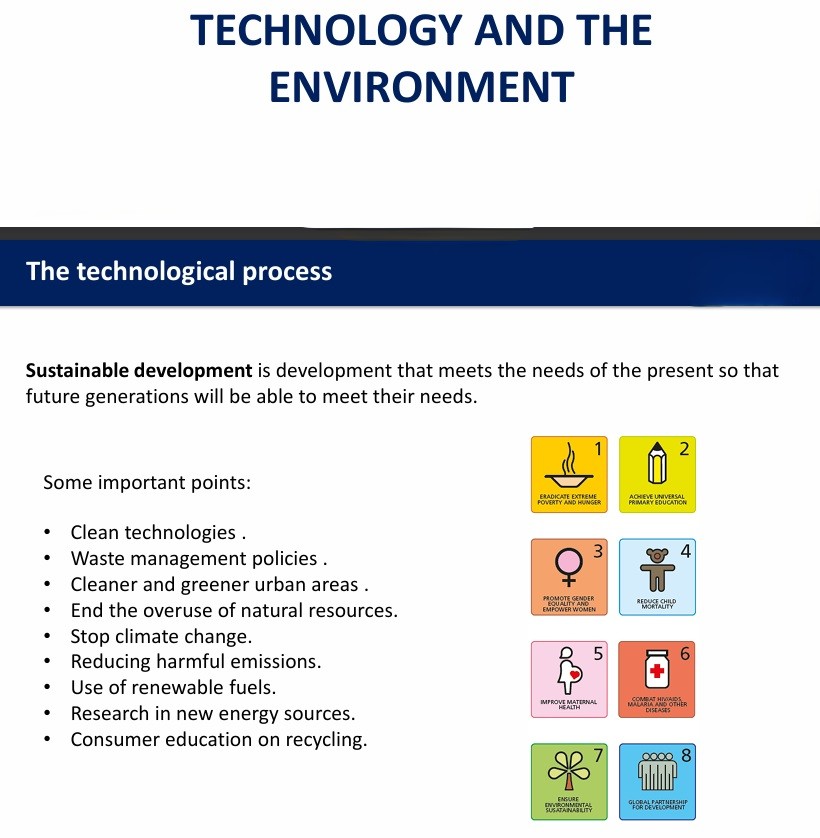 TECHNOLOGY AND THE
ENVIRONMENT
The technological process
Sustainable development is development that meets the needs of the present so that
future generations will be able to meet their needs.
Some important points:
• Clean technologies .
• Waste management policies .
• Cleaner and greener urban areas .
• End the overuse of natural resources.
• Stop climate change.
• Reducing harmful emissions.
• Use of renewable fuels.
• Research in new energy sources.
• Consumer education on recycling.
1
ERADICATE EXTREME
POVERTY AND HUNGER
2
ACHIEVE UNIVERSAL
PRIMARY EDUCATION
3
PROMOTE GENDER
EQUALITY AND
EMPOWER WOMEN
4
REDUCE CHILD
MORTALITY
5
IMPROVE MATERNAL
HEALTH
6
COMBAT HIV/AIDS,
MALARIA AND OTHER
DISEASES
7
ENSURE
ENVIRONMENTAL
SUSATAINABILITY
8
GLOBAL PARTNERSHIP
FOR DEVELOPMENT